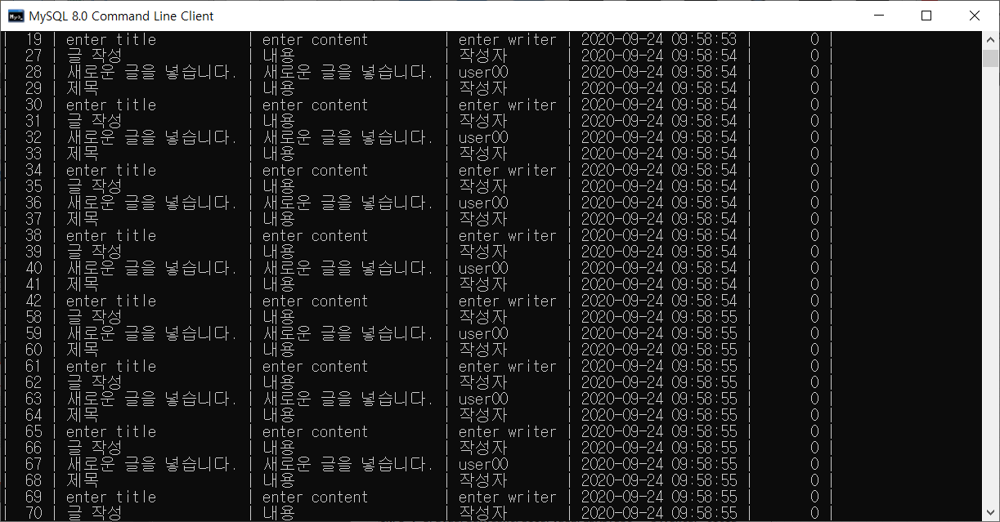 MySQL 8.0 Command Line Client
| 19 | enter title | enter content | enter writer | 2020-09-24 09:58:53 | 0 |
| 27 | 글 작성 | 내용 | 작성자 | 2020-09-24 09:58:54 | 0 |
| 28 | 새로운 글을 넣습니다. | 새로운 글을 넣습니다. | user00 | 2020-09-24 09:58:54 | 0 |
| 29 | 제목 | 내용 | 작성자 | 2020-09-24 09:58:54 | 0 |
| 30 | enter title | enter content | enter writer | 2020-09-24 09:58:54 | 0 |
| 31 | 글 작성 | 내용 | 작성자 | 2020-09-24 09:58:54 | 0 |
| 32 | 새로운 글을 넣습니다. | 새로운 글을 넣습니다. | user00 | 2020-09-24 09:58:54 | 0 |
| 33 | 제목 | 내용 | 작성자 | 2020-09-24 09:58:54 | 0 |
| 34 | enter title | enter content | enter writer | 2020-09-24 09:58:54 | 0 |
| 35 | 글 작성 | 내용 | 작성자 | 2020-09-24 09:58:54 | 0 |
| 36 | 새로운 글을 넣습니다. | 새로운 글을 넣습니다. | user00 | 2020-09-24 09:58:54 | 0 |
| 37 | 제목 | 내용 | 작성자 | 2020-09-24 09:58:54 | 0 |
| 38 | enter title | enter content | enter writer | 2020-09-24 09:58:54 | 0 |
| 39 | 글 작성 | 내용 | 작성자 | 2020-09-24 09:58:54 | 0 |
| 40 | 새로운 글을 넣습니다. | 새로운 글을 넣습니다. | user00 | 2020-09-24 09:58:54 | 0 |
| 41 | 제목 | 내용 | 작성자 | 2020-09-24 09:58:54 | 0 |
| 42 | enter title | enter content | enter writer | 2020-09-24 09:58:54 | 0 |
| 58 | 글 작성 | 내용 | 작성자 | 2020-09-24 09:58:55 | 0 |
| 59 | 새로운 글을 넣습니다. | 새로운 글을 넣습니다. | user00 | 2020-09-24 09:58:55 | 0 |
| 60 | 제목 | 내용 | 작성자 | 2020-09-24 09:58:55 | 0 |
| 61 | enter title | enter content | enter writer | 2020-09-24 09:58:55 | 0 |
| 62 | 글 작성 | 내용 | 작성자 | 2020-09-24 09:58:55 | 0 |
| 63 | 새로운 글을 넣습니다. | 새로운 글을 넣습니다. | user00 | 2020-09-24 09:58:55 | 0 |
| 64 | 제목 | 내용 | 작성자 | 2020-09-24 09:58:55 | 0 |
| 65 | enter title | enter content | enter writer | 2020-09-24 09:58:55 | 0 |
| 66 | 글 작성 | 내용 | 작성자 | 2020-09-24 09:58:55 | 0 |
| 67 | 새로운 글을 넣습니다. | 새로운 글을 넣습니다. | user00 | 2020-09-24 09:58:55 | 0 |
| 68 | 제목 | 내용 | 작성자 | 2020-09-24 09:58:55 | 0 |
| 69 | enter title | enter content | enter writer | 2020-09-24 09:58:55 | 0 |
| 70 | 글 작성 | 내용 | 작성자 | 2020-09-24 09:58:55 | 0 |